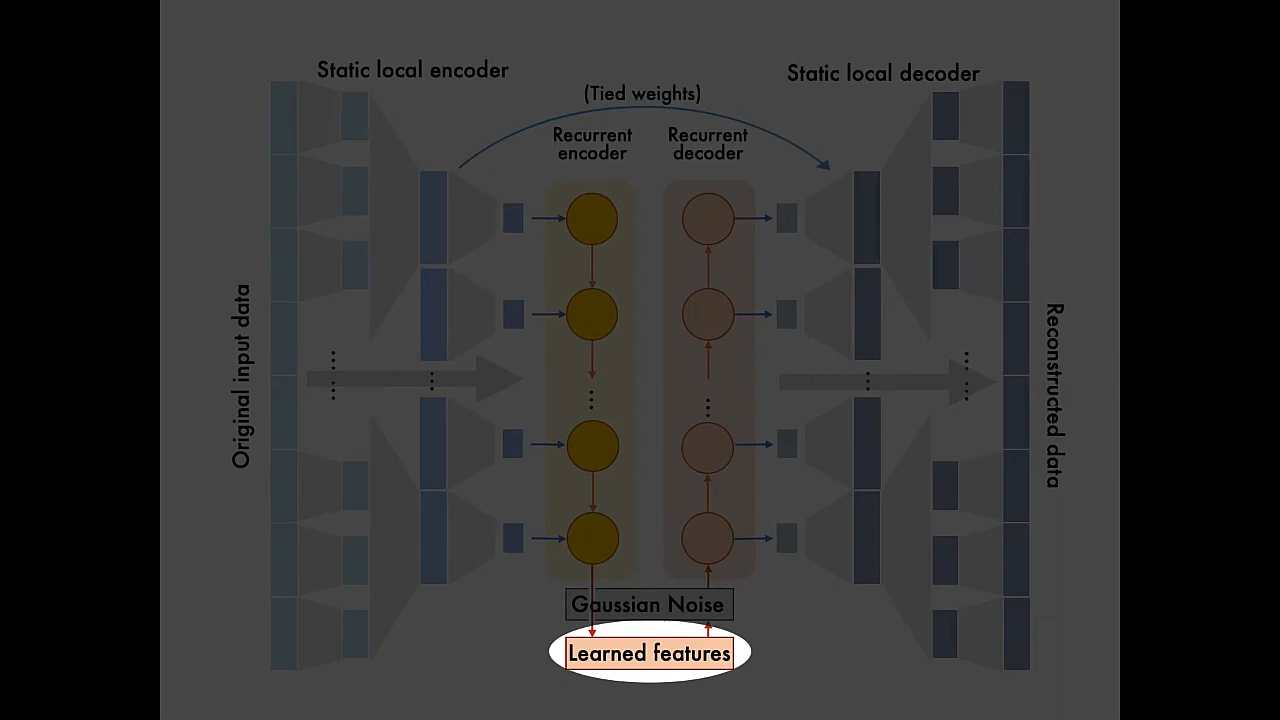 Static local encoder
Static local decoder
(Tied weights)
Recurrent
encoder
Recurrent
decoder
Original input data
Reconstructed data
Gaussian Noise
Learned features